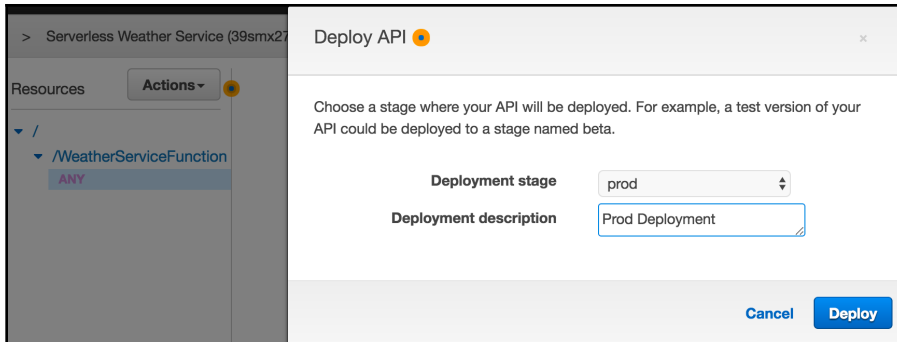 > Serverless Weather Service (39smx27
Deploy API
×
Resources
Actions
/
/WeatherServiceFunction
ANY
Choose a stage where your API will be deployed. For example, a test version of your
API could be deployed to a stage named beta.
Deployment stage
prod
Deployment description
Prod Deployment
Cancel
Deploy